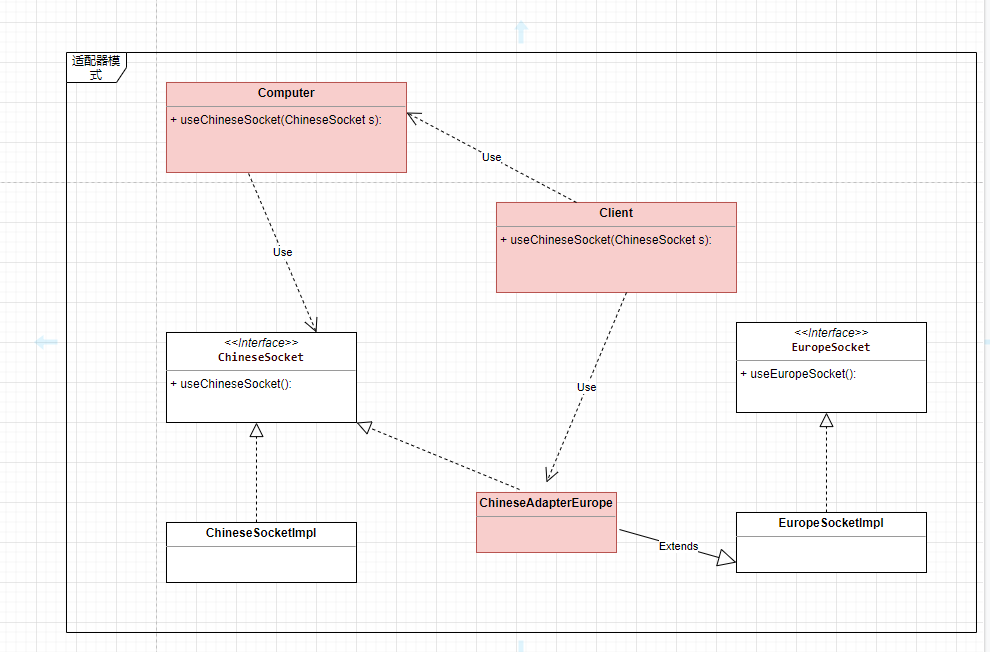 适配器模
式
Computer
+ useChineseSocket(ChineseSocket s):
Use
Client
+ useChineseSocket(ChineseSocket s):
Use
<<Interface>>
ChineseSocket
+ useChineseSocket():
<<Interface>>
EuropeSocket
+ useEuropeSocket():
Use
ChineseAdapterEurope
ChineseSocketImpl
EuropeSocketImpl
Extends